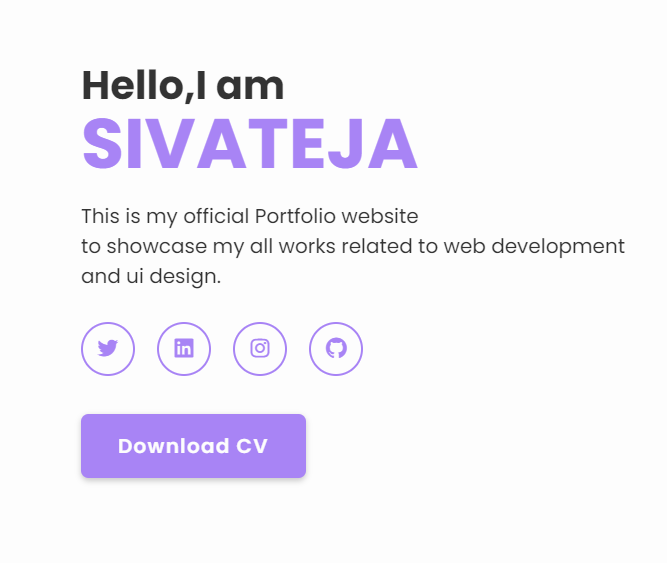 Hello,I am
SIVATEJA
This is my official Portfolio website
to showcase my all works related to web development
and ui design.
in
Download CV